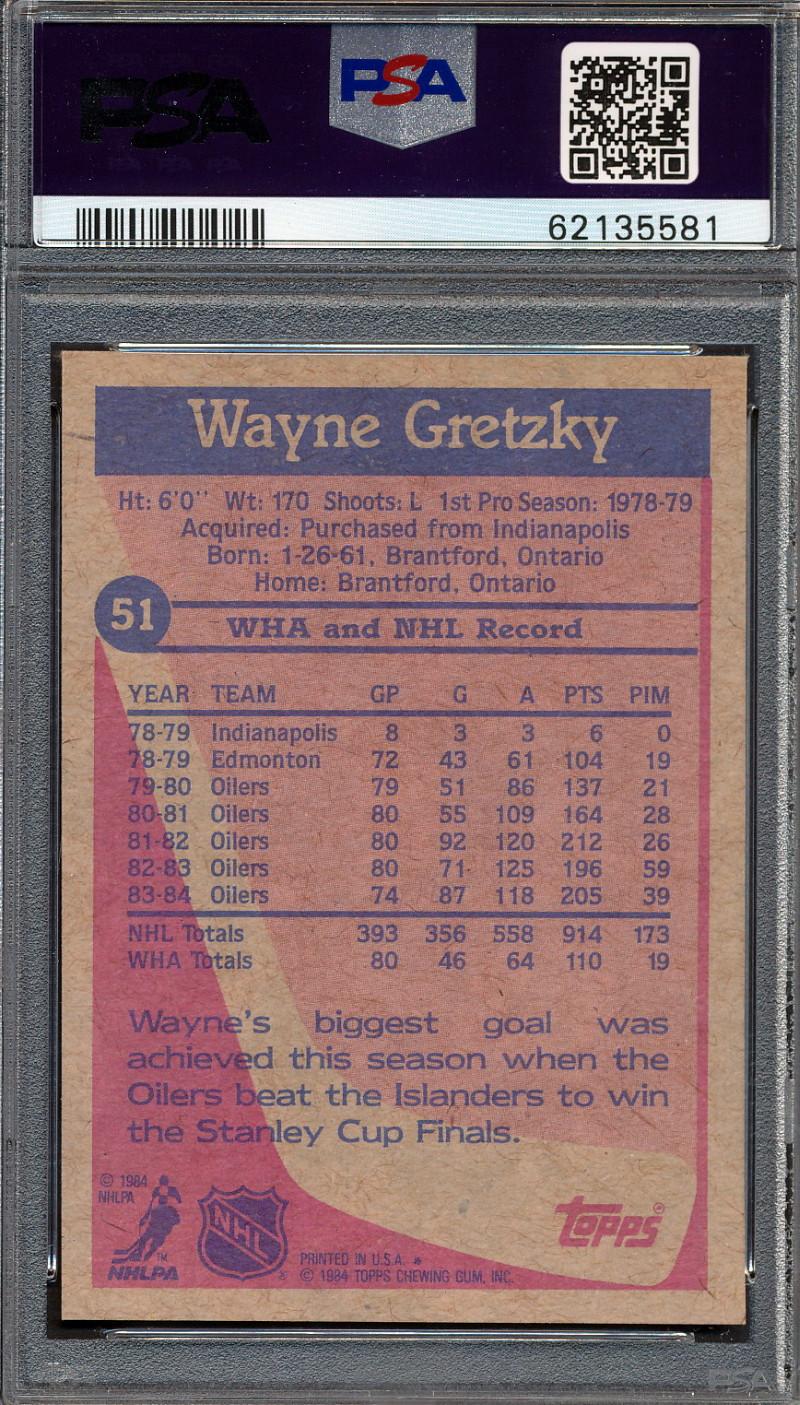 PSA
PSA
62135581
Wayne Gretzky
Ht: 6'0'' Wt: 170 Shoots: L 1st Pro Season: 1978-79
Acquired: Purchased from Indianapolis
Born: 1-26-61, Brantford, Ontario
Home: Brantford, Ontario
51
WHA and NHL Record
YEAR TEAM GP G A PTS PIM
78-79 Indianapolis 8 3 3 6 0
78-79 Edmonton 72 43 61 104 19
79-80 Oilers 79 51 86 137 21
80-81 Oilers 80 55 109 164 28
81-82 Oilers 80 92 120 212 26
82-83 Oilers 80 71 125 196 59
83-84 Oilers 74 87 118 205 39
NHL Totals 393 356 558 914 173
WHA Totals 80 46 64 110 19
Wayne's biggest goal was
achieved this season when the
Oilers beat the Islanders to win
the Stanley Cup Finals.
© 1984
NHLPA
™
NHLPA
NHL
®
topps®
PRINTED IN U.S.A. *
© 1984 TOPPS CHEWING GUM, INC.
PSA